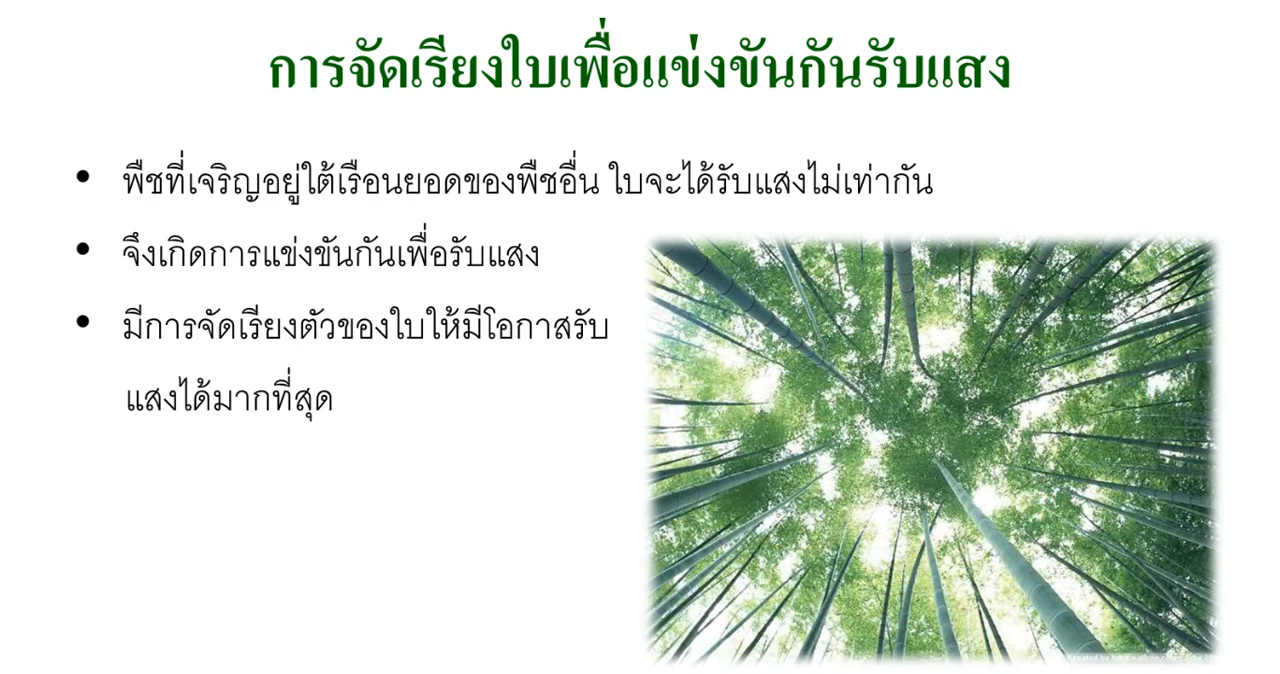 การจัดเรียงใบเพื่อแข่งขันกันรับแสง
• พืชที่เจริญอยู่ใต้เรือนยอดของพืชอื่น ใบจะได้รับแสงไม่เท่ากัน
• จึงเกิดการแข่งขันกันเพื่อรับแสง
• มีการจัดเรียงตัวของใบให้มีโอกาสรับ
แสงได้มากที่สุด